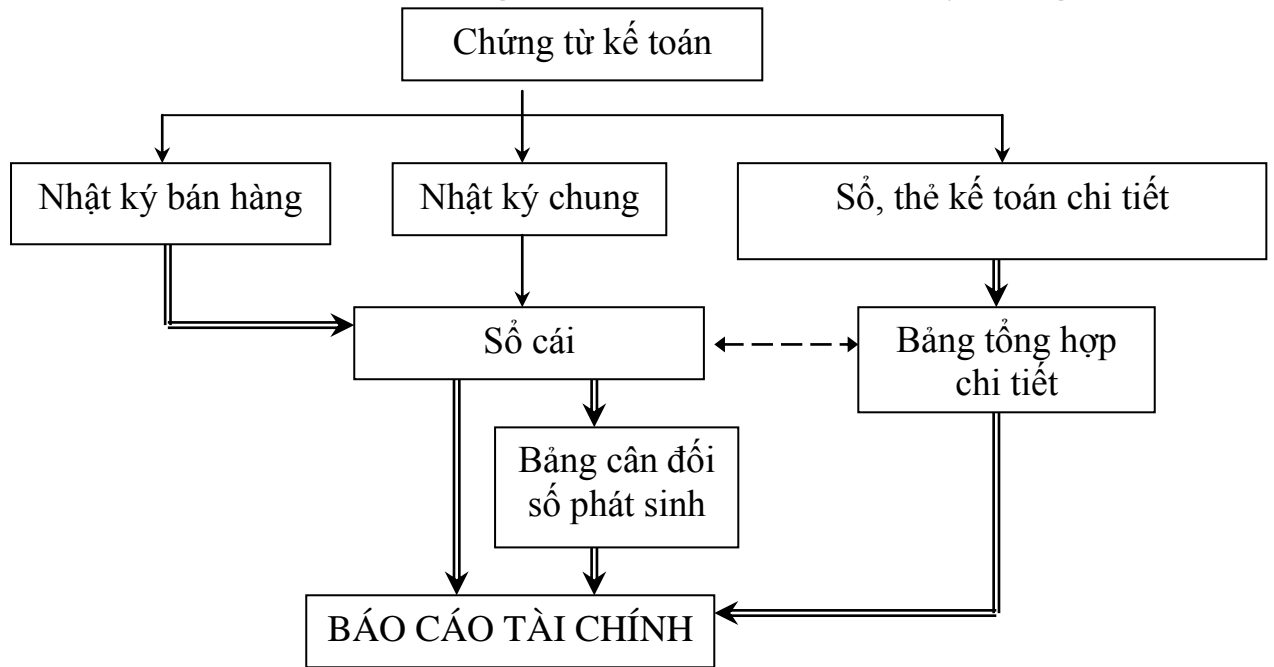 Chứng từ kế toán
Nhật ký bán hàng
Nhật ký chung
Sổ, thẻ kế toán chi tiết
Sổ cái
Bảng tổng hợp
chi tiết
Bảng cân đối
số phát sinh
BÁO CÁO TÀI CHÍNH